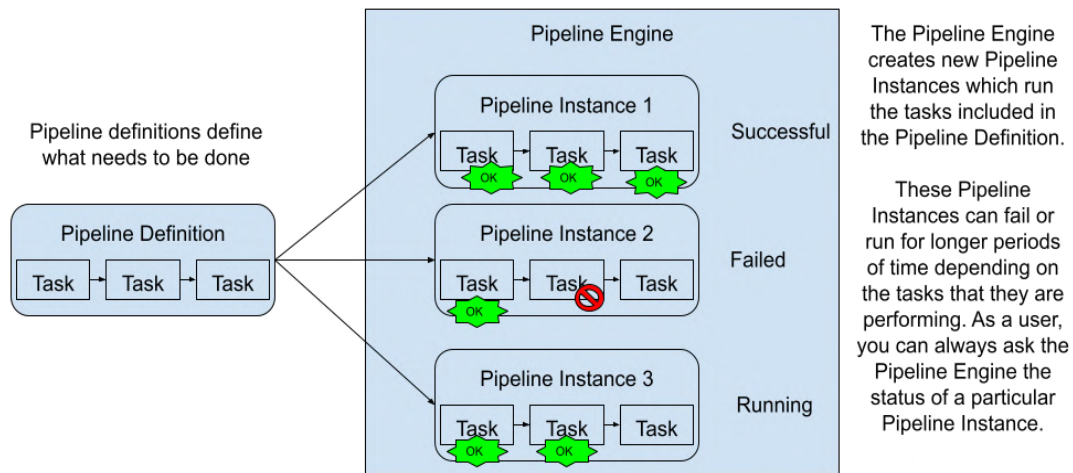 Pipeline definitions define
what needs to be done
Pipeline Definition
Task
Task
Task
Pipeline Engine
Pipeline Instance 1
Task
Task
Task
OK
OK
OK
Successful
Pipeline Instance 2
Task
Task
Task
OK
Failed
Pipeline Instance 3
Task
Task
Task
OK
OK
Running
The Pipeline Engine
creates new Pipeline
Instances which run
the tasks included in
the Pipeline Definition.
These Pipeline
Instances can fail or
run for longer periods
of time depending on
the tasks that they are
performing. As a user,
you can always ask the
Pipeline Engine the
status of a particular
Pipeline Instance.